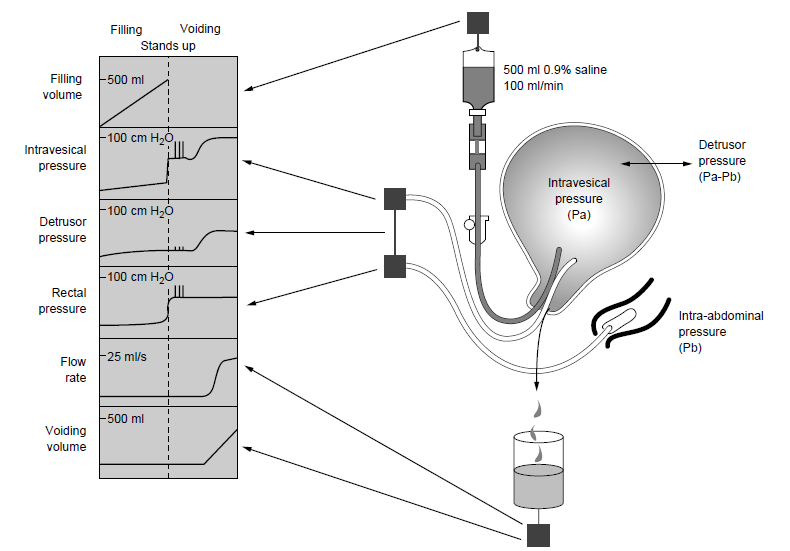 Filling
Voiding
Stands up
Filling
volume
500 ml
Intravesical
pressure
100 cm H₂O
Detrusor
pressure
100 cm H₂O
Rectal
pressure
100 cm H₂O
Flow
rate
25 ml/s
Voiding
volume
500 ml
500 ml 0.9% saline
100 ml/min
Intravesical
pressure
(Pa)
Detrusor
pressure
(Pa-Pb)
Intra-abdominal
pressure
(Pb)